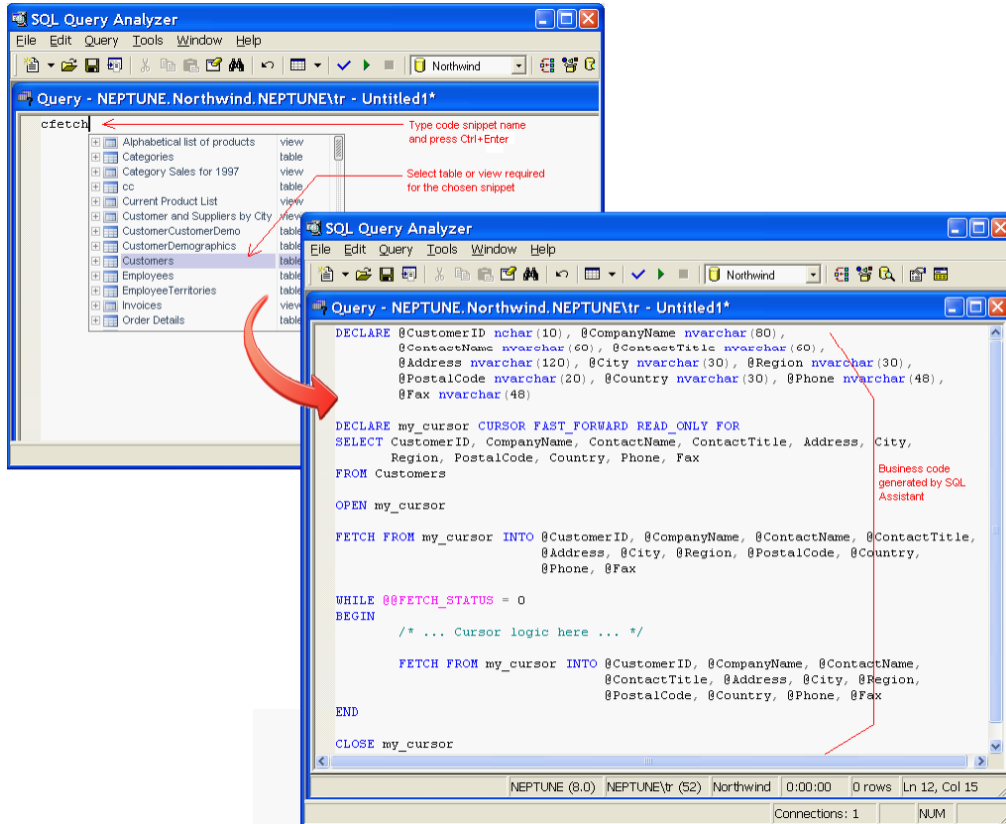 SQL Query Analyzer
File Edit Query Tools Window Help
Northwind
Query - NEPTUNE.Northwind.NEPTUNE\tr - Untitled1*
cfetch
Type code snippet name
and press Ctrl+Enter
Alphabetical list of products view
Categories table
Category Sales for 1997 view
cc table
Current Product List view
Customer and Suppliers by City view
CustomerCustomerDemo table
CustomerDemographics table
Customers table
Employees table
EmployeeTerritories table
Invoices view
Order Details table
Select table or view required
for the chosen snippet
SQL Query Analyzer
File Edit Query Tools Window Help
Northwind
Query - NEPTUNE.Northwind.NEPTUNE\tr - Untitled1*
DECLARE @CustomerID nchar(10), @CompanyName nvarchar(80),
@ContactName nvarchar(60), @ContactTitle nvarchar(60),
@Address nvarchar(120), @City nvarchar(30), @Region nvarchar(30),
@PostalCode nvarchar(20), @Country nvarchar(30), @Phone nvarchar(48),
@Fax nvarchar(48)
DECLARE my_cursor CURSOR FAST_FORWARD READ_ONLY FOR
SELECT CustomerID, CompanyName, ContactName, ContactTitle, Address, City,
Region, PostalCode, Country, Phone, Fax
FROM Customers
OPEN my_cursor
FETCH FROM my_cursor INTO @CustomerID, @CompanyName, @ContactName, @ContactTitle,
@Address, @City, @Region, @PostalCode, @Country,
@Phone, @Fax
WHILE @@FETCH_STATUS = 0
BEGIN
/* ... Cursor logic here ... */
FETCH FROM my_cursor INTO @CustomerID, @CompanyName, @ContactName,
@ContactTitle, @Address, @City, @Region,
@PostalCode, @Country, @Phone, @Fax
END
CLOSE my_cursor
Business code
generated by SQL
Assistant
NEPTUNE (8.0) NEPTUNE\tr (52) Northwind 0:00:00 0 rows Ln 12, Col 15
Connections: 1 NUM